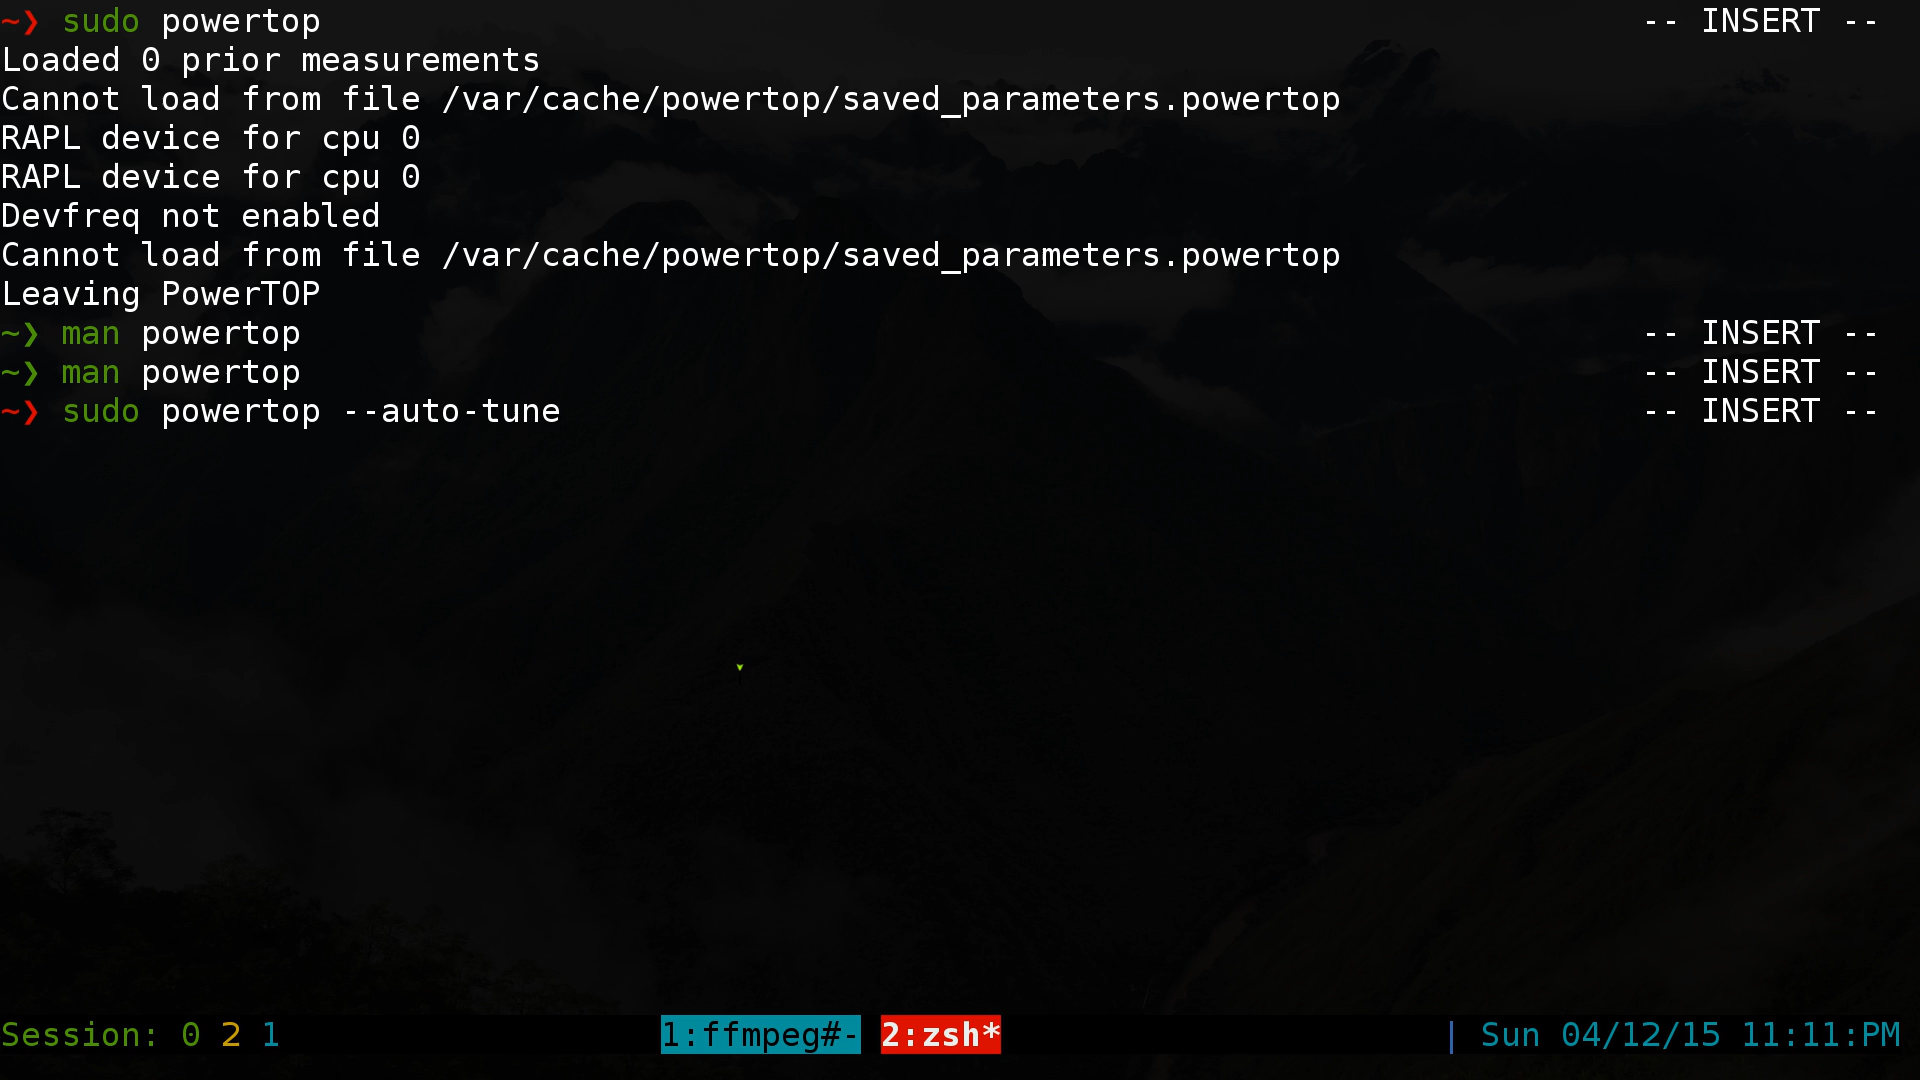 ~❯ sudo powertop -- INSERT --
Loaded 0 prior measurements
Cannot load from file /var/cache/powertop/saved_parameters.powertop
RAPL device for cpu 0
RAPL device for cpu 0
Devfreq not enabled
Cannot load from file /var/cache/powertop/saved_parameters.powertop
Leaving PowerTOP
~❯ man powertop -- INSERT --
~❯ man powertop -- INSERT --
~❯ sudo powertop --auto-tune -- INSERT --
Session: 0 2 1 1:ffmpeg#- 2:zsh* | Sun 04/12/15 11:11:PM